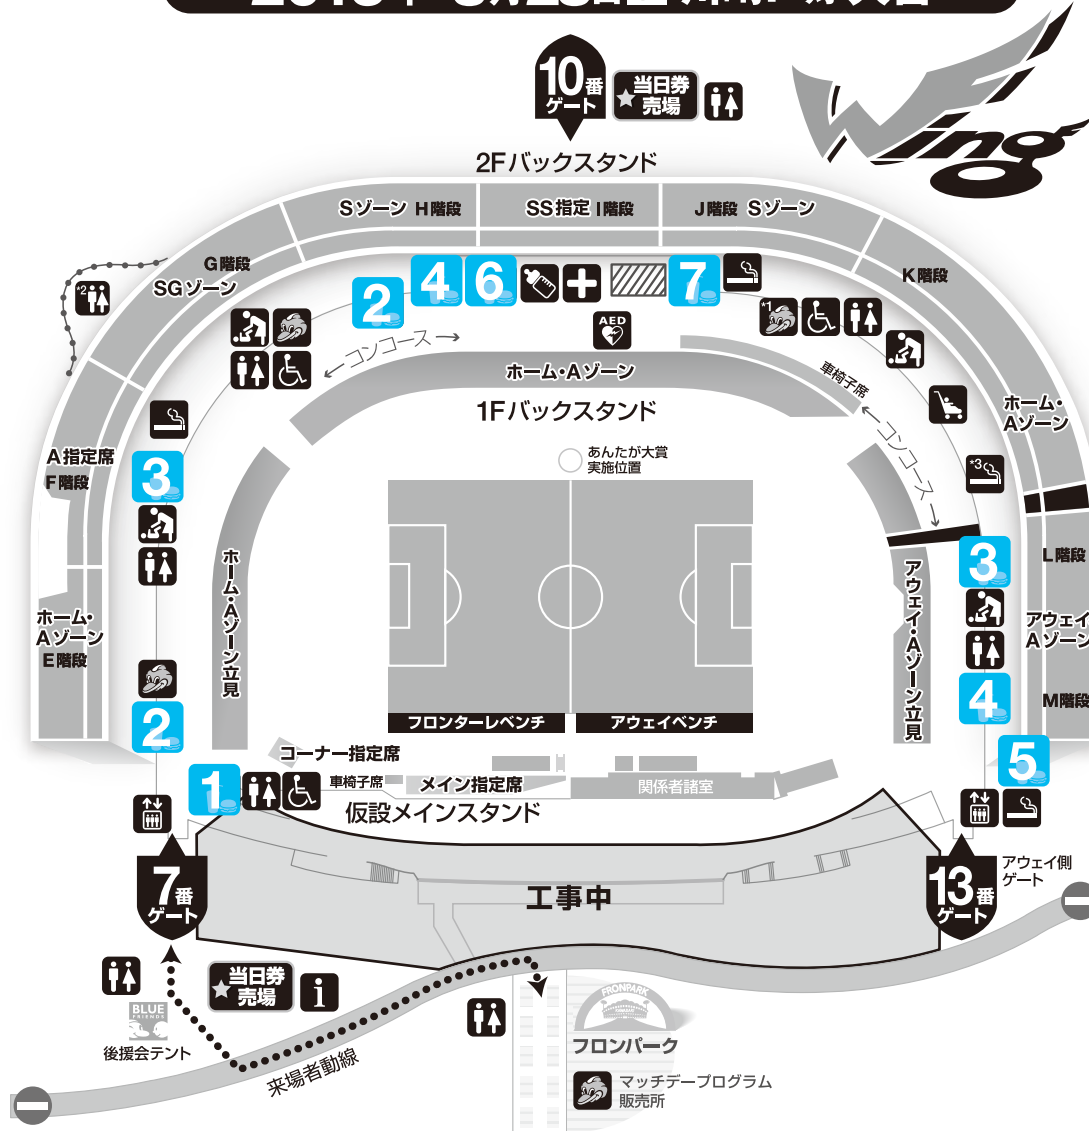 10番
ゲート
当日券
売場
Wing
2Fバックスタンド
Sゾーン H階段
SS指定 I階段
J階段 Sゾーン
G階段
SGゾーン
K階段
*2
4
6
7
2
*1
AED
コンコース
車椅子席
ホーム・Aゾーン
1Fバックスタンド
ホーム・
Aゾーン
コンコース
あんたが大賞
実施位置
A指定席
F階段
3
*3
L階段
3
ホーム・Aゾーン立見
アウェイ・Aゾーン立見
ホーム・
Aゾーン
E階段
アウェイ
Aゾーン
M階段
4
2
フロンターレベンチ
アウェイベンチ
5
コーナー指定席
1
車椅子席
メイン指定席
関係者諸室
仮設メインスタンド
7番
ゲート
工事中
13番
ゲート
アウェイ側
ゲート
当日券
売場
i
BLUE
FRIENDS
後援会テント
来場者動線
FRONPARK
フロンパーク
マッチデープログラム
販売所